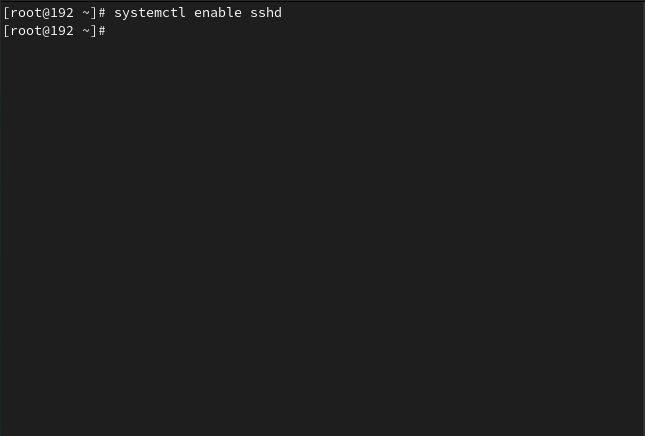 [root@192 ~]# systemctl enable sshd
[root@192 ~]#